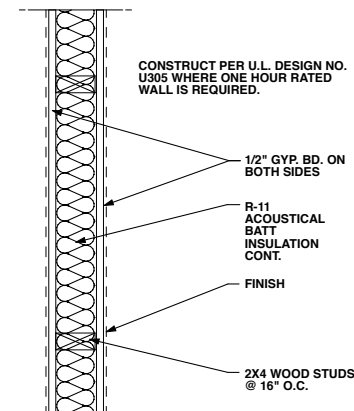 CONSTRUCT PER U.L. DESIGN NO.
U305 WHERE ONE HOUR RATED
WALL IS REQUIRED.
1/2" GYP. BD. ON
BOTH SIDES
R-11
ACOUSTICAL
BATT
INSULATION
CONT.
FINISH
2X4 WOOD STUDS
@ 16" O.C.